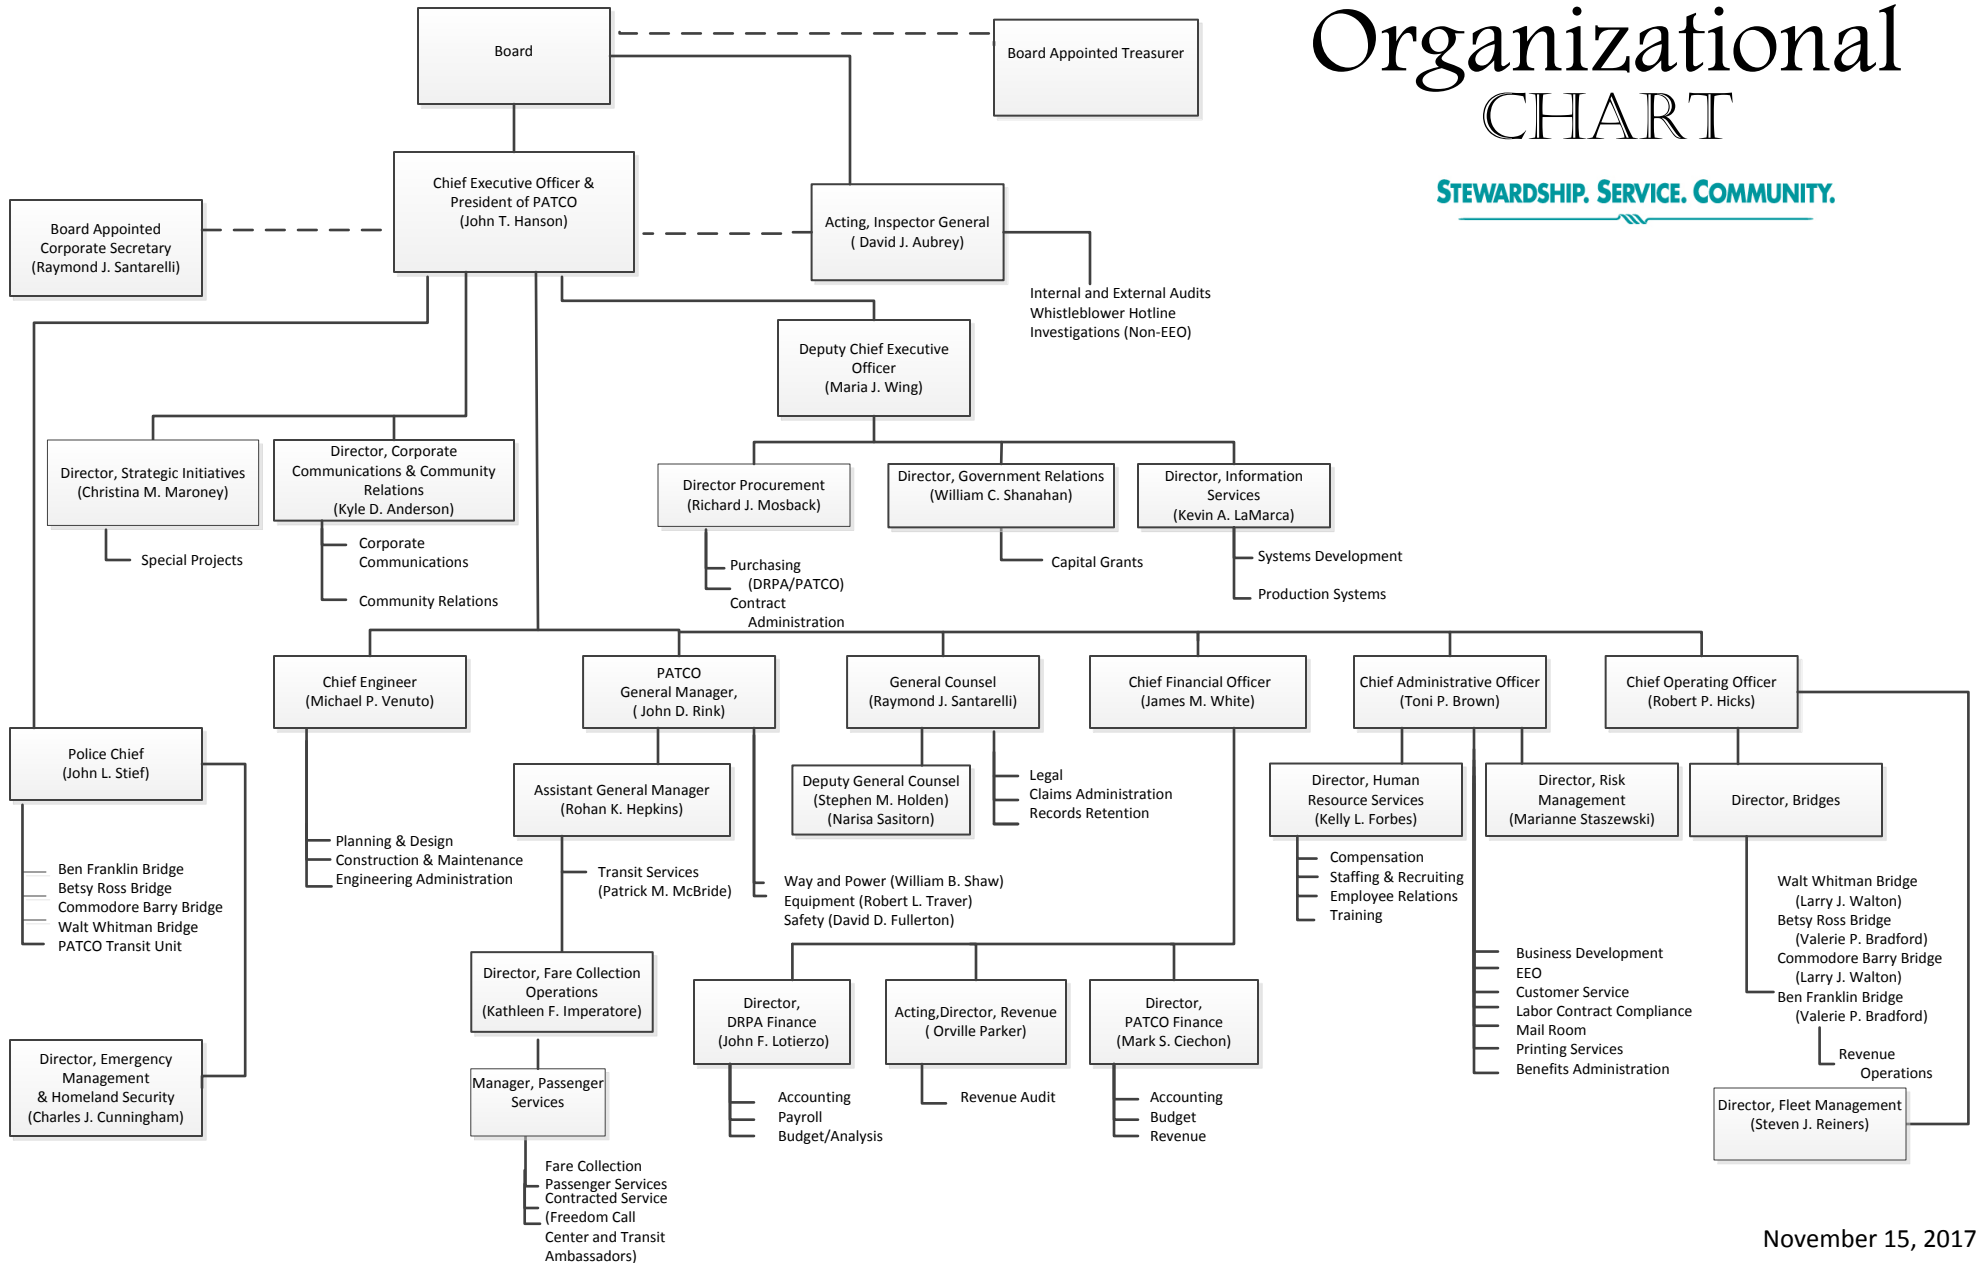 Organizational
CHART
STEWARDSHIP. SERVICE. COMMUNITY.
Board
Board Appointed Treasurer
Chief Executive Officer &
President of PATCO
(John T. Hanson)
Board Appointed
Corporate Secretary
(Raymond J. Santarelli)
Acting, Inspector General
( David J. Aubrey)
Internal and External Audits
Whistleblower Hotline
Investigations (Non-EEO)
Deputy Chief Executive
Officer
(Maria J. Wing)
Director, Strategic Initiatives
(Christina M. Maroney)
Special Projects
Director, Corporate
Communications & Community
Relations
(Kyle D. Anderson)
Corporate
Communications
Community Relations
Director Procurement
(Richard J. Mosback)
Purchasing
(DRPA/PATCO)
Contract
Administration
Director, Government Relations
(William C. Shanahan)
Capital Grants
Director, Information
Services
(Kevin A. LaMarca)
Systems Development
Production Systems
Chief Engineer
(Michael P. Venuto)
Planning & Design
Construction & Maintenance
Engineering Administration
PATCO
General Manager,
( John D. Rink)
Assistant General Manager
(Rohan K. Hepkins)
Transit Services
(Patrick M. McBride)
Way and Power (William B. Shaw)
Equipment (Robert L. Traver)
Safety (David D. Fullerton)
Director, Fare Collection
Operations
(Kathleen F. Imperatore)
Manager, Passenger
Services
Fare Collection
Passenger Services
Contracted Service
(Freedom Call
Center and Transit
Ambassadors)
General Counsel
(Raymond J. Santarelli)
Deputy General Counsel
(Stephen M. Holden)
(Narisa Sasitorn)
Legal
Claims Administration
Records Retention
Chief Financial Officer
(James M. White)
Director,
DRPA Finance
(John F. Lotierzo)
Accounting
Payroll
Budget/Analysis
Acting,Director, Revenue
( Orville Parker)
Revenue Audit
Director,
PATCO Finance
(Mark S. Ciechon)
Accounting
Budget
Revenue
Chief Administrative Officer
(Toni P. Brown)
Director, Human
Resource Services
(Kelly L. Forbes)
Compensation
Staffing & Recruiting
Employee Relations
Training
Director, Risk
Management
(Marianne Staszewski)
Business Development
EEO
Customer Service
Labor Contract Compliance
Mail Room
Printing Services
Benefits Administration
Chief Operating Officer
(Robert P. Hicks)
Director, Bridges
Walt Whitman Bridge
(Larry J. Walton)
Betsy Ross Bridge
(Valerie P. Bradford)
Commodore Barry Bridge
(Larry J. Walton)
Ben Franklin Bridge
(Valerie P. Bradford)
Revenue
Operations
Director, Fleet Management
(Steven J. Reiners)
Police Chief
(John L. Stief)
Ben Franklin Bridge
Betsy Ross Bridge
Commodore Barry Bridge
Walt Whitman Bridge
PATCO Transit Unit
Director, Emergency
Management
& Homeland Security
(Charles J. Cunningham)
November 15, 2017